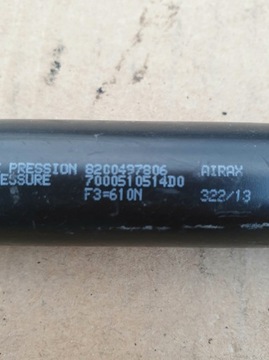 PRESSION 8200497806 AIRAX
ESSURE 7000510514D0
F3=610N 322/13